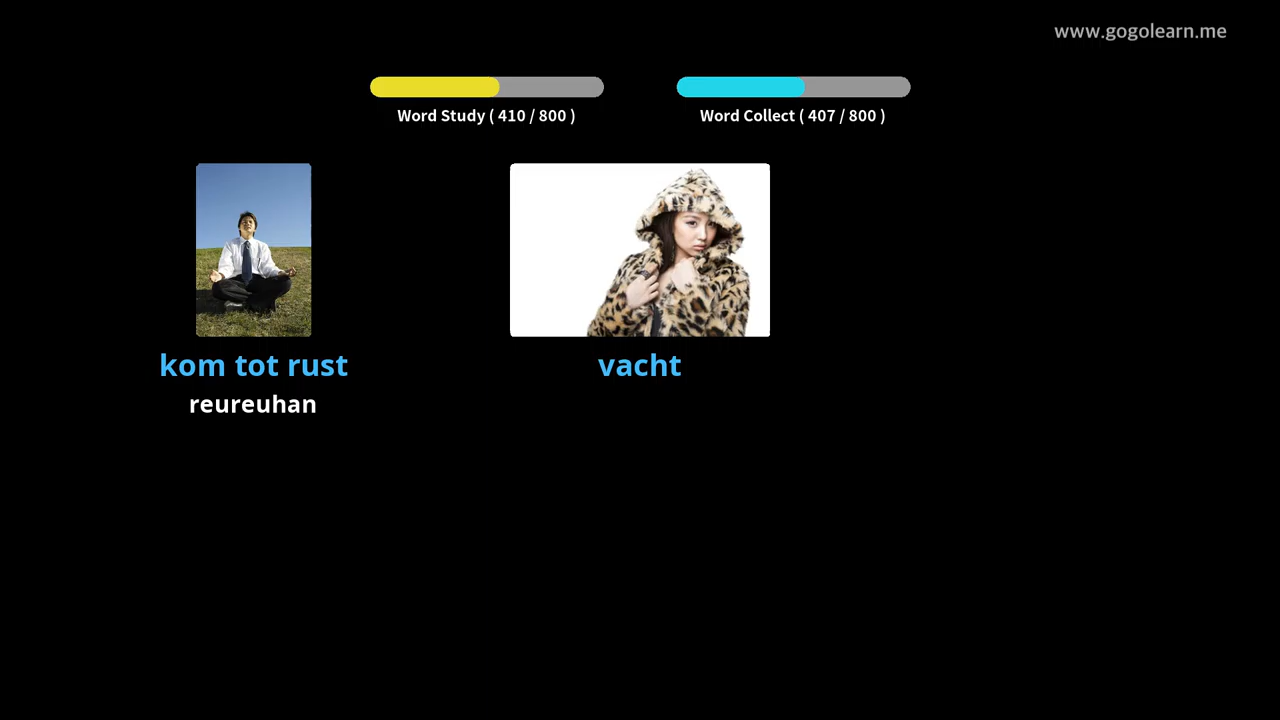 www.gogolearn.me
Word Study ( 410 / 800 )
Word Collect ( 407 / 800 )
kom tot rust
vacht
reureuhan